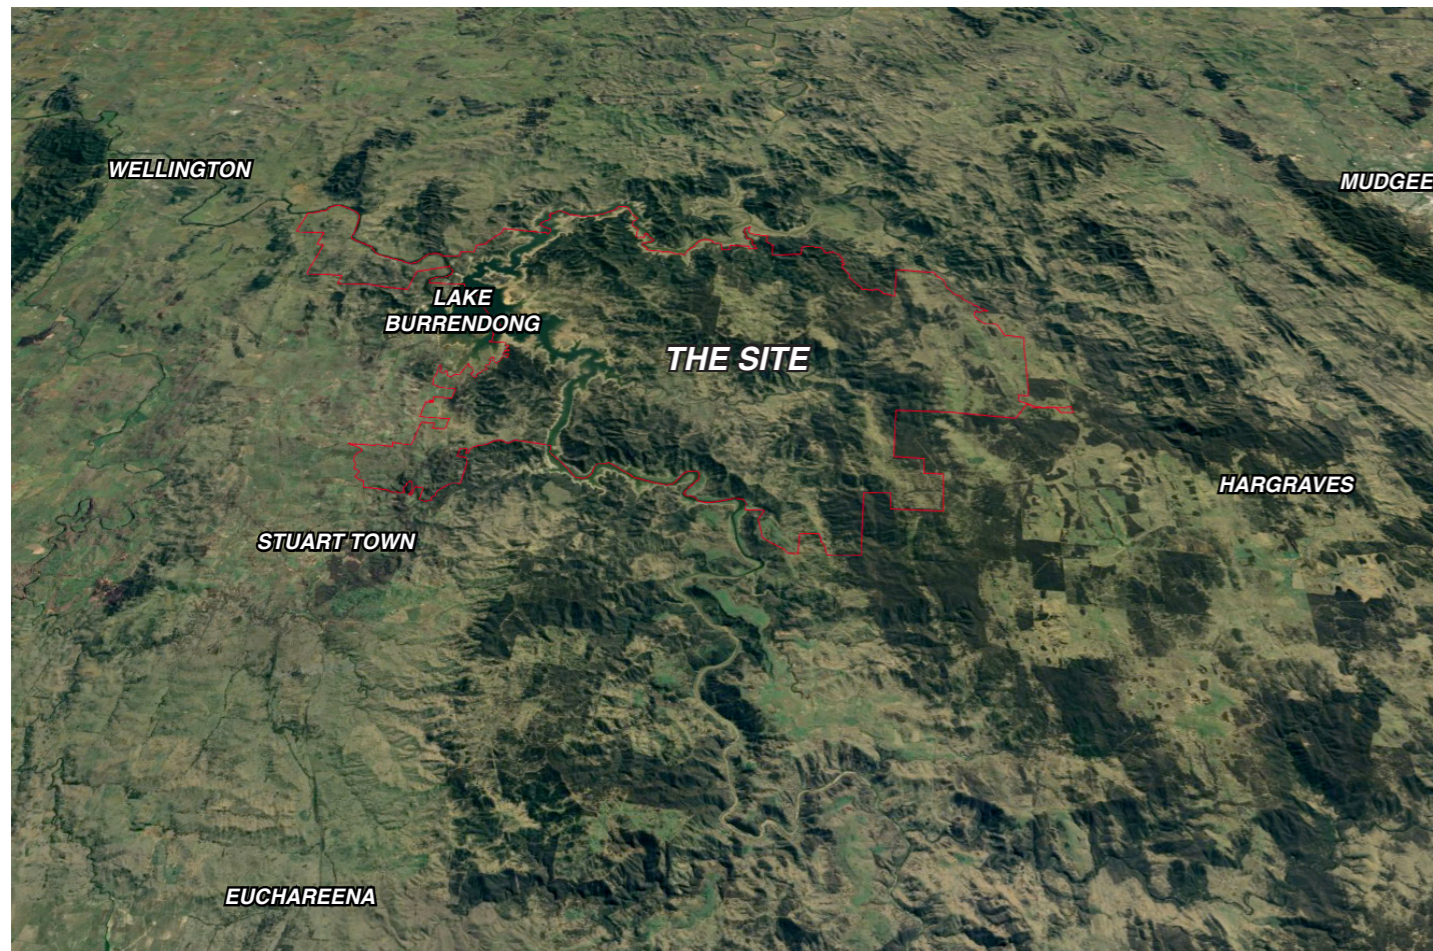 WELLINGTON
MUDGEE
LAKE
BURRENDONG
THE SITE
HARGRAVES
STUART TOWN
EUCHAREENA